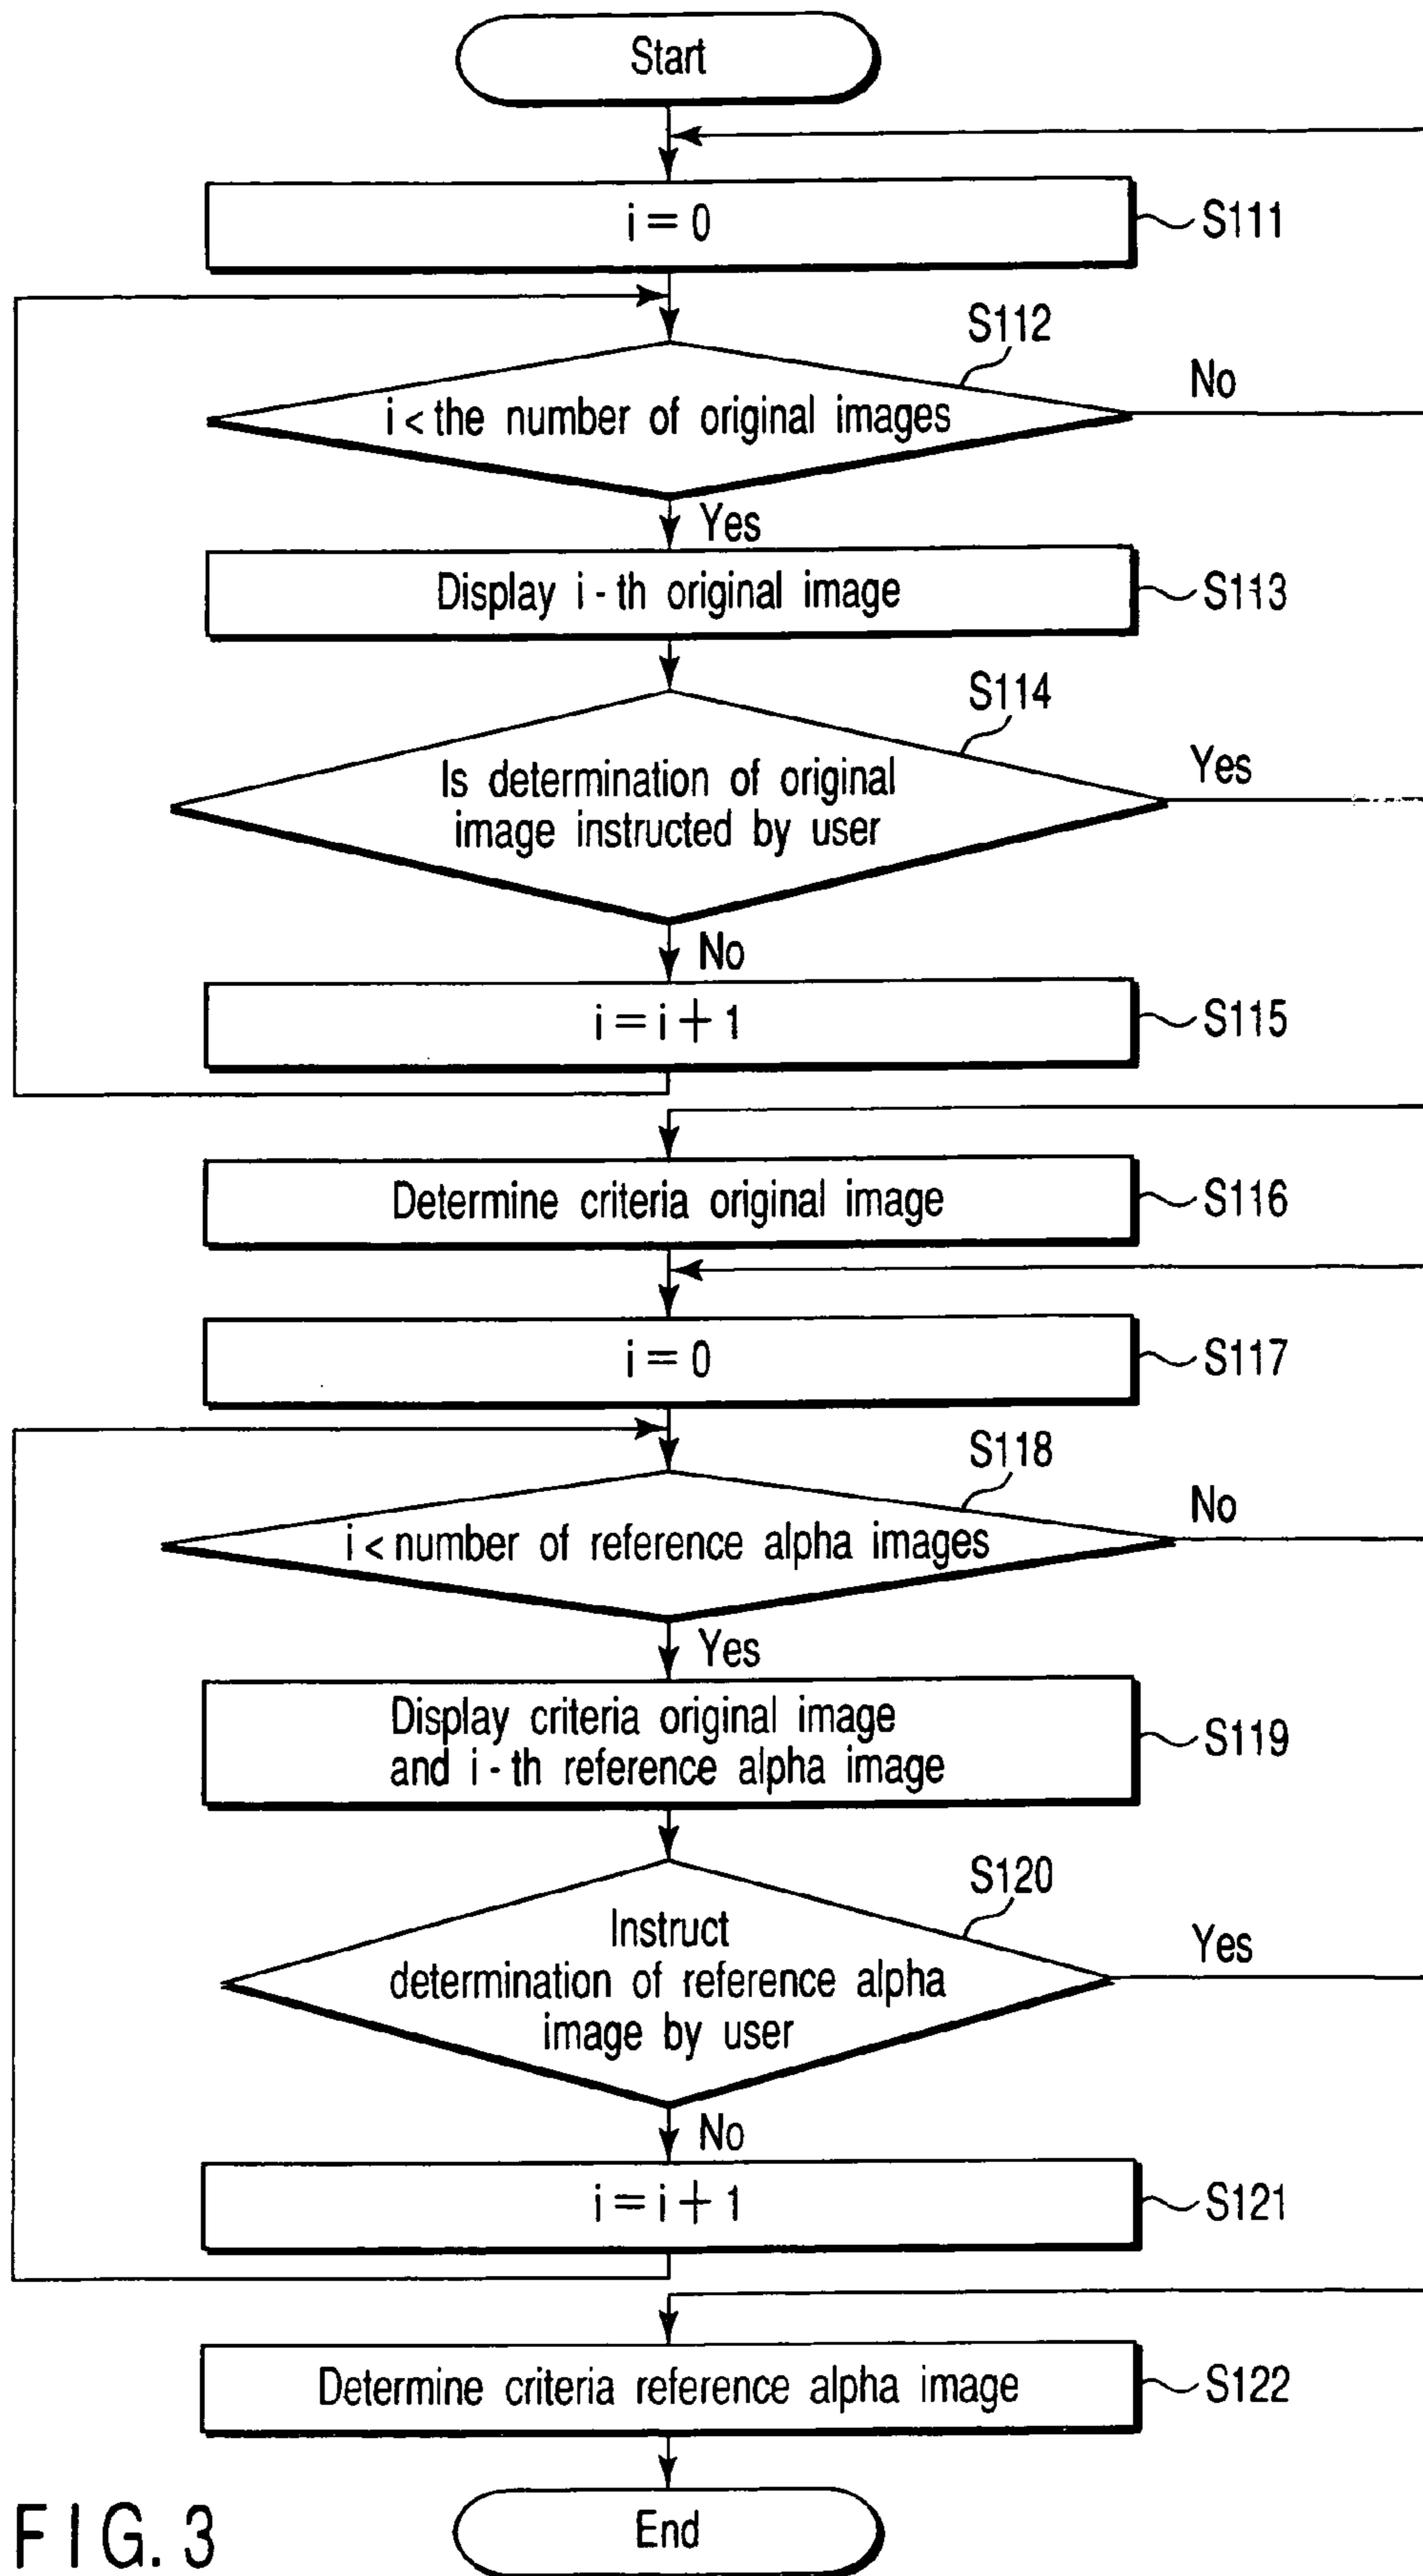 Start
i = 0
S111
S112
i < the number of original images
No
Yes
Display i - th original image
S113
S114
Is determination of original
image instructed by user
Yes
No
i = i + 1
S115
Determine criteria original image
S116
i = 0
S117
S118
i < number of reference alpha images
No
Yes
Display criteria original image
and i - th reference alpha image
S119
S120
Instruct
determination of reference alpha
image by user
Yes
No
i = i + 1
S121
Determine criteria reference alpha image
S122
End
FIG. 3